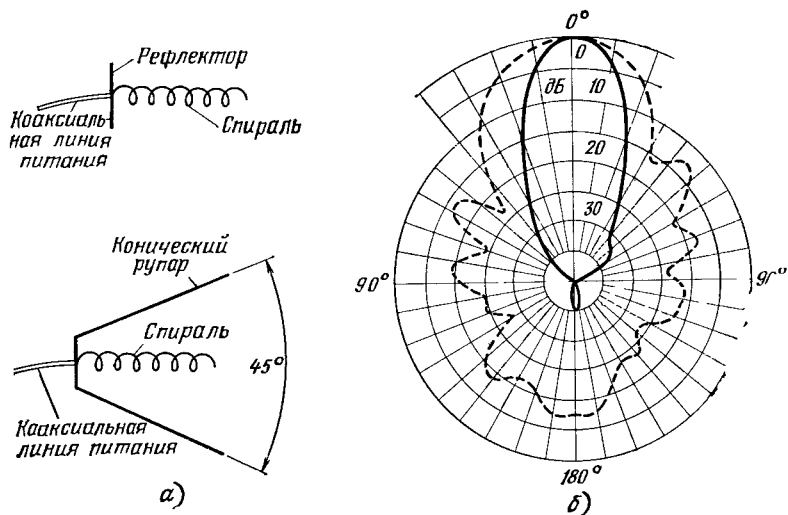 Рефлектор
Коаксиаль-
ная линия
питания
Спираль
Конический
рупор
Спираль
45°
Коаксиальная
линия питания
а)
0°
0
дБ
10
20
30
90°
90°
180°
б)